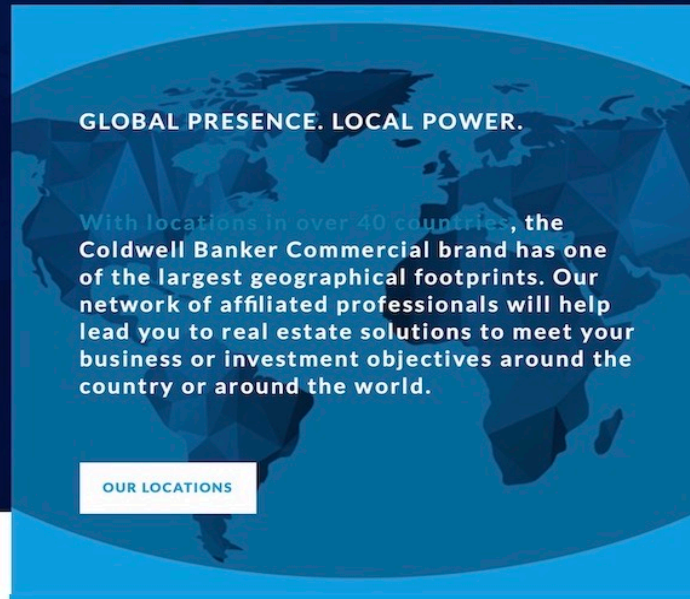 GLOBAL PRESENCE. LOCAL POWER.
With locations in over 40 countries, the
Coldwell Banker Commercial brand has one
of the largest geographical footprints. Our
network of affiliated professionals will help
lead you to real estate solutions to meet your
business or investment objectives around the
country or around the world.
OUR LOCATIONS